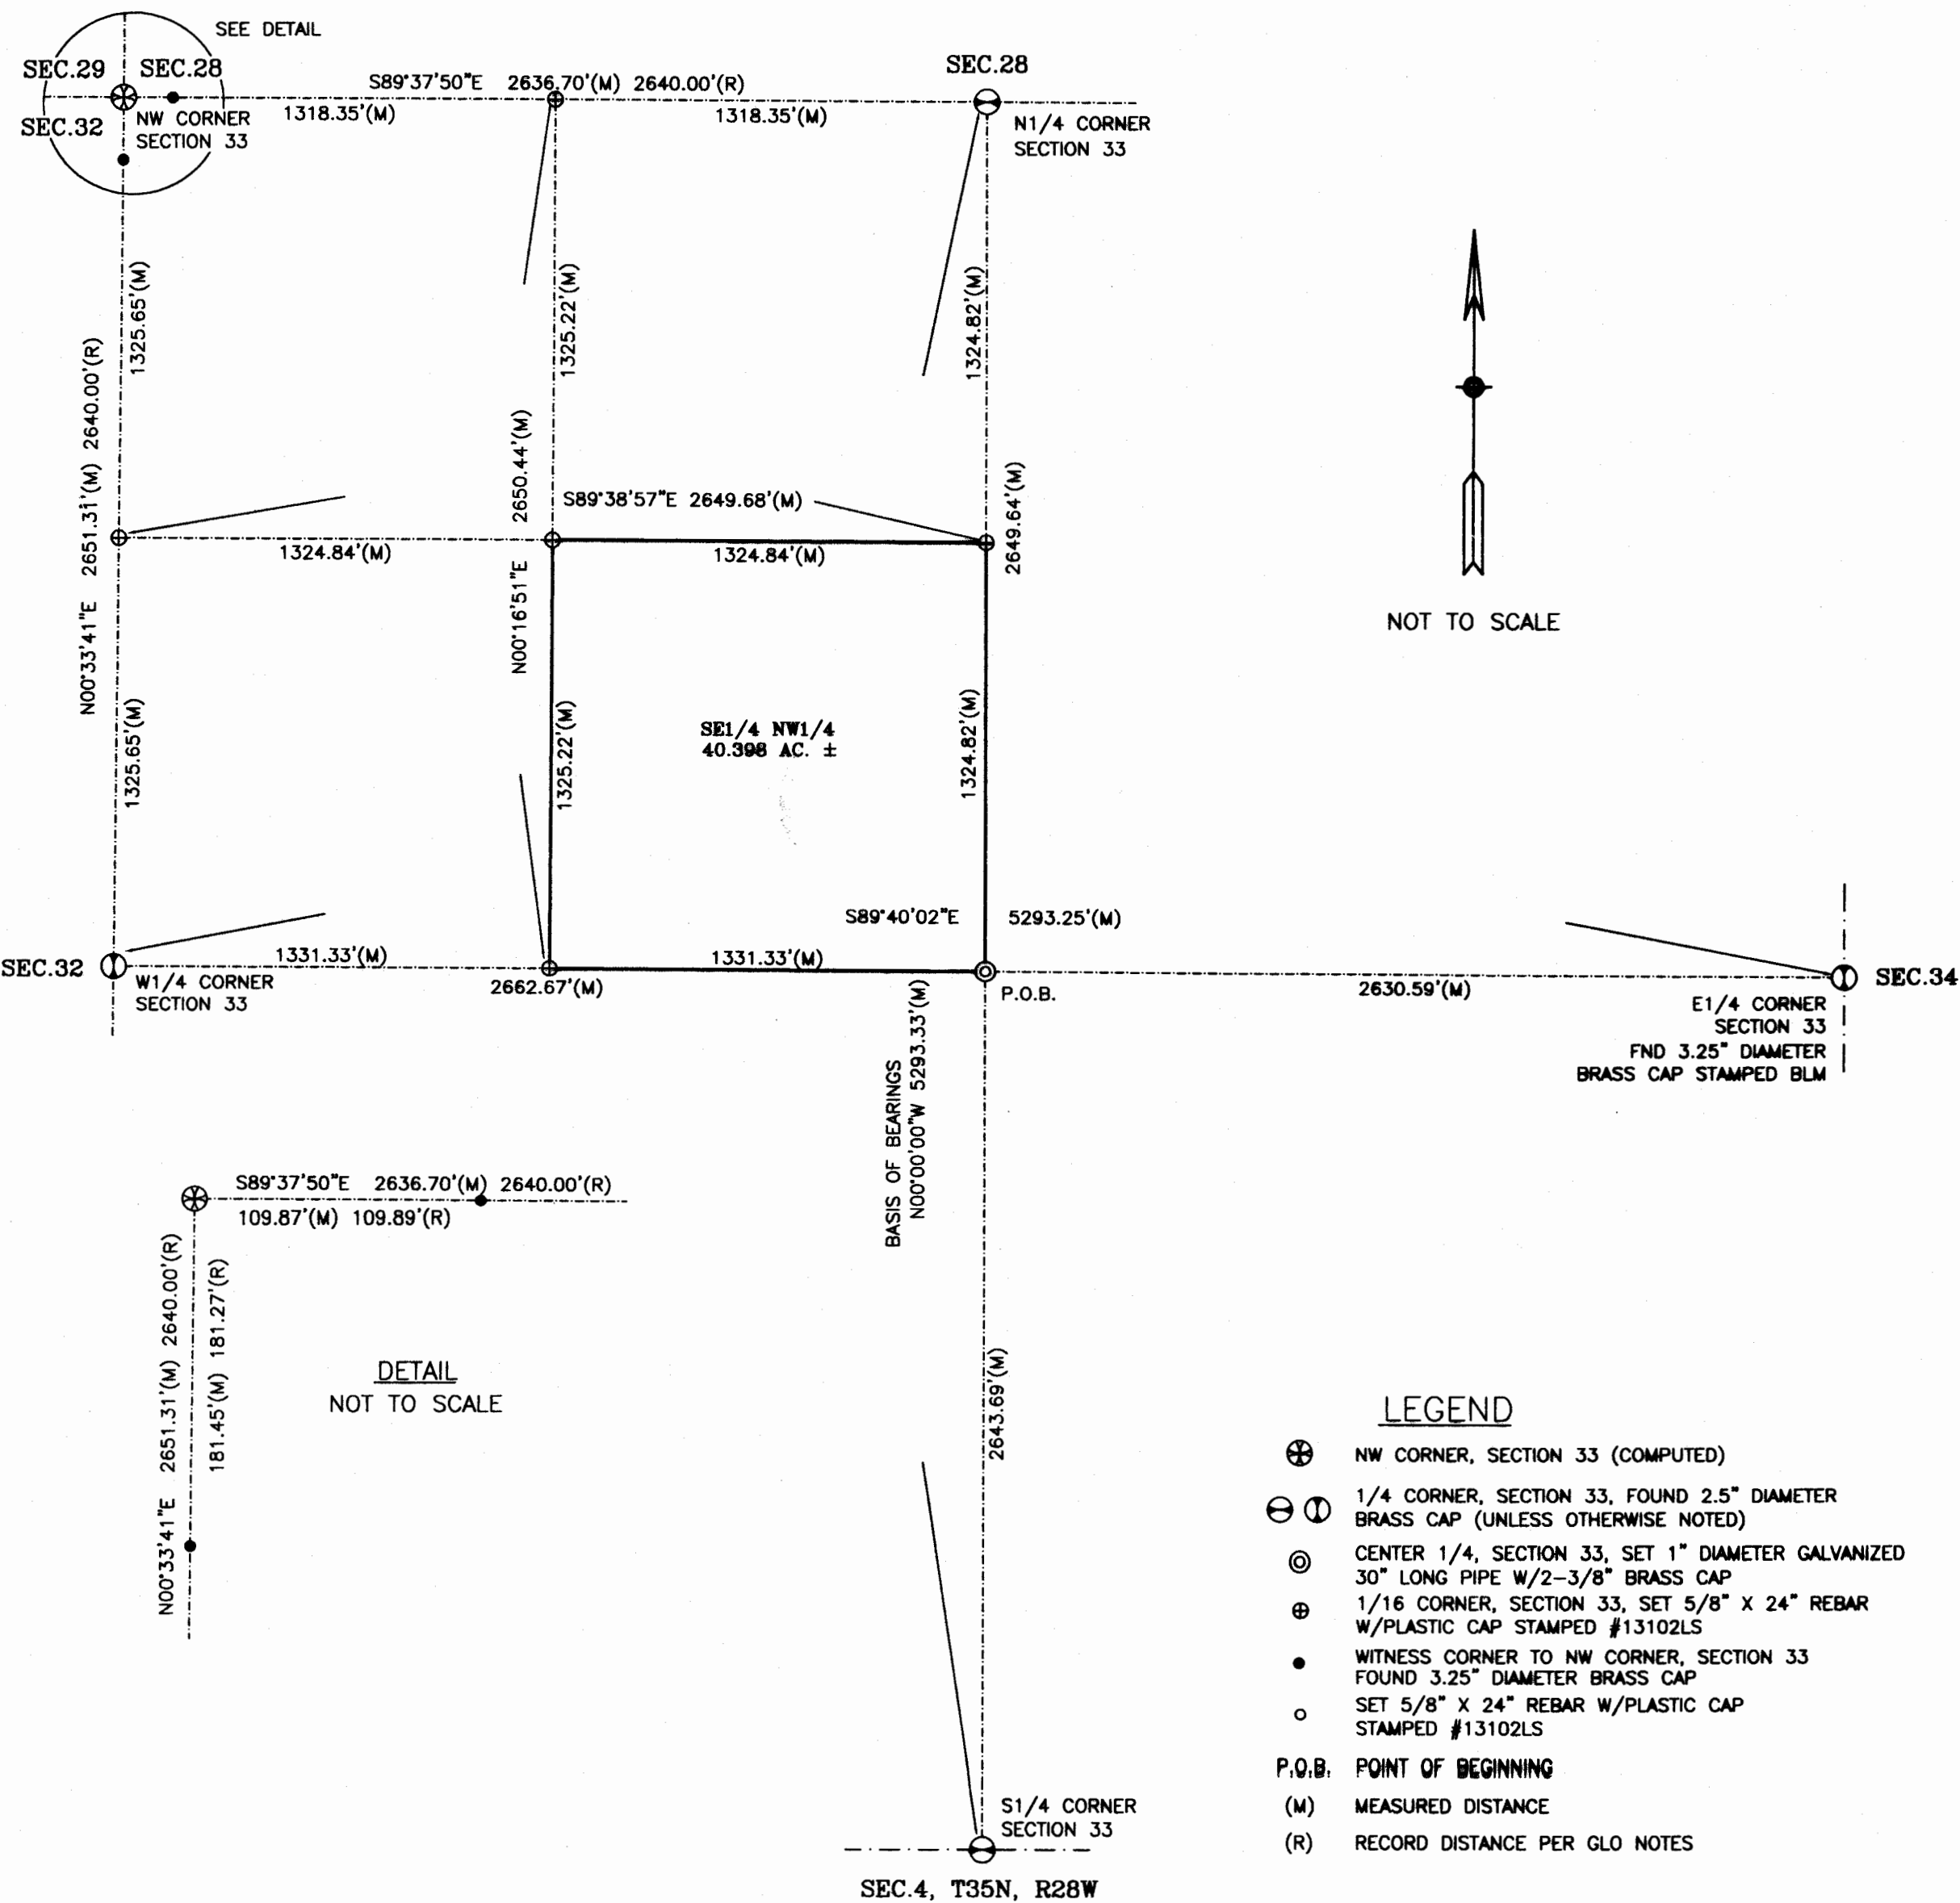 SEE DETAIL
SEC.29 SEC.28
SEC.32
NW CORNER
SECTION 33
S89°37'50"E 2636.70'(M) 2640.00'(R)
1318.35'(M)
1318.35'(M)
SEC.28
N1/4 CORNER
SECTION 33
1325.65'(M)
1325.22'(M)
1324.82'(M)
N00°33'41"E 2651.31'(M) 2640.00'(R)
N00°16'51"E 2650.44'(M)
S89°38'57"E 2649.68'(M)
2649.64'(M)
1324.84'(M)
1324.84'(M)
NOT TO SCALE
1325.65'(M)
1325.22'(M)
1324.82'(M)
SE1/4 NW1/4
40.398 AC. ±
S89°40'02"E 5293.25'(M)
SEC.32
W1/4 CORNER
SECTION 33
1331.33'(M)
1331.33'(M)
2662.67'(M)
P.O.B.
2630.59'(M)
SEC.34
E1/4 CORNER
SECTION 33
FND 3.25" DIAMETER
BRASS CAP STAMPED BLM
BASIS OF BEARINGS
N00°00'00"W 5293.33'(M)
S89°37'50"E 2636.70'(M) 2640.00'(R)
109.87'(M) 109.89'(R)
N00°33'41"E 2651.31'(M) 2640.00'(R)
181.45'(M) 181.27'(R)
DETAIL
NOT TO SCALE
2643.69'(M)
S1/4 CORNER
SECTION 33
SEC.4, T35N, R28W
LEGEND
NW CORNER, SECTION 33 (COMPUTED)
1/4 CORNER, SECTION 33, FOUND 2.5" DIAMETER
BRASS CAP (UNLESS OTHERWISE NOTED)
CENTER 1/4, SECTION 33, SET 1" DIAMETER GALVANIZED
30" LONG PIPE W/2-3/8" BRASS CAP
1/16 CORNER, SECTION 33, SET 5/8" X 24" REBAR
W/PLASTIC CAP STAMPED #13102LS
WITNESS CORNER TO NW CORNER, SECTION 33
FOUND 3.25" DIAMETER BRASS CAP
SET 5/8" X 24" REBAR W/PLASTIC CAP
STAMPED #13102LS
P.O.B. POINT OF BEGINNING
(M) MEASURED DISTANCE
(R) RECORD DISTANCE PER GLO NOTES